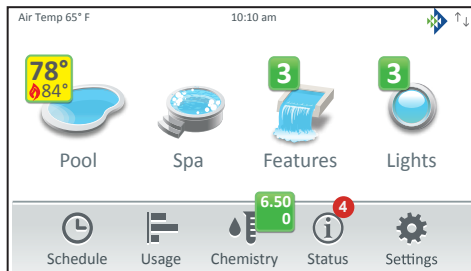 Air Temp 65° F 10:10 am
78°
84°
3
3
Pool Spa Features Lights
6.50
0
4
Schedule Usage Chemistry Status Settings